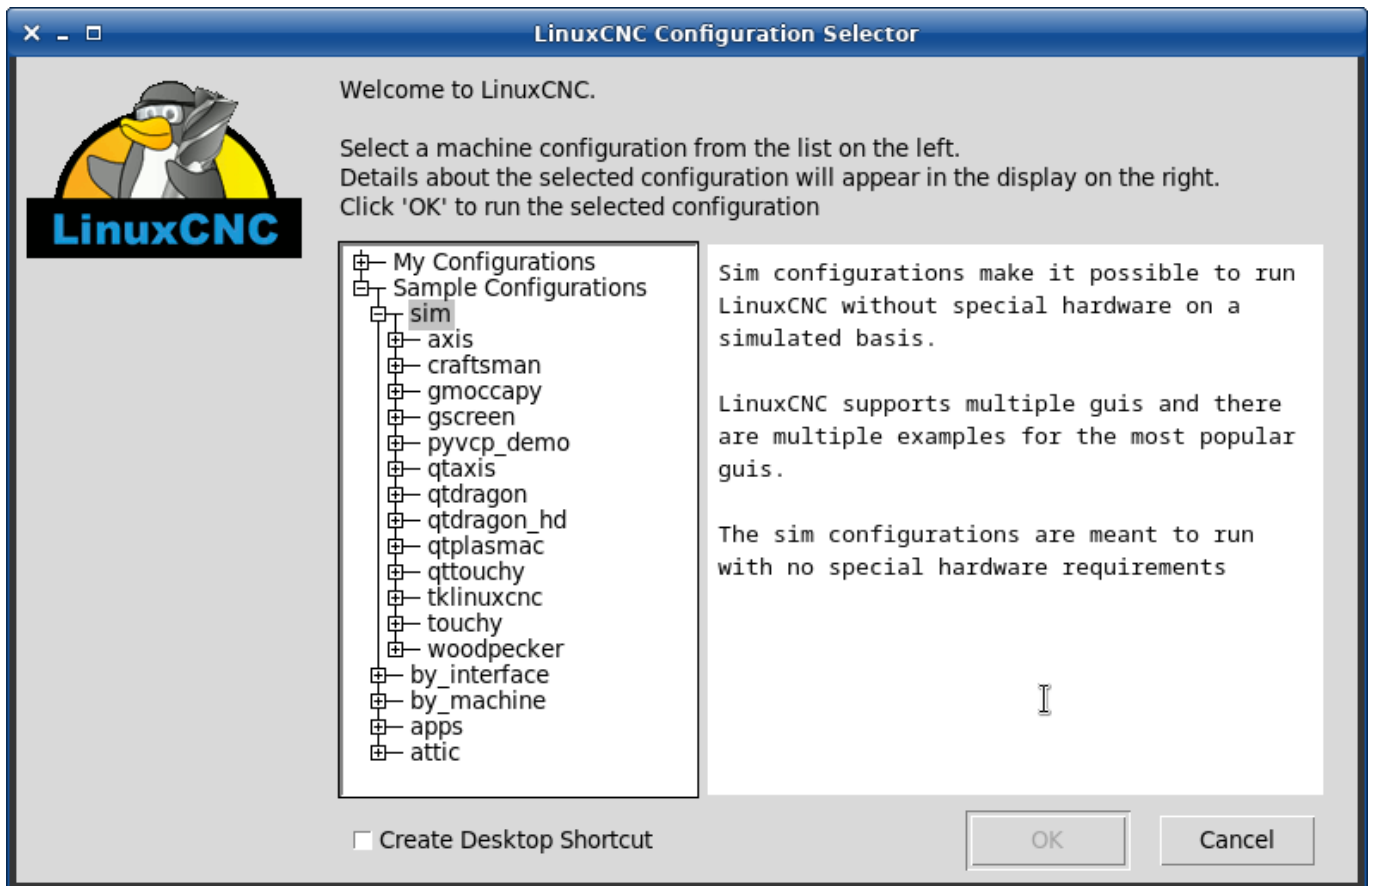 LinuxCNC Configuration Selector
LinuxCNC
Welcome to LinuxCNC.
Select a machine configuration from the list on the left.
Details about the selected configuration will appear in the display on the right.
Click 'OK' to run the selected configuration
My Configurations
Sample Configurations
sim
axis
craftsman
gmoccapy
gscreen
pyvcp_demo
qtaxis
qtdragon
qtdragon_hd
qtplasmac
qttouchy
tklinuxcnc
touchy
woodpecker
by_interface
by_machine
apps
attic
Sim configurations make it possible to run
LinuxCNC without special hardware on a
simulated basis.
LinuxCNC supports multiple guis and there
are multiple examples for the most popular
guis.
The sim configurations are meant to run
with no special hardware requirements
Create Desktop Shortcut
OK
Cancel